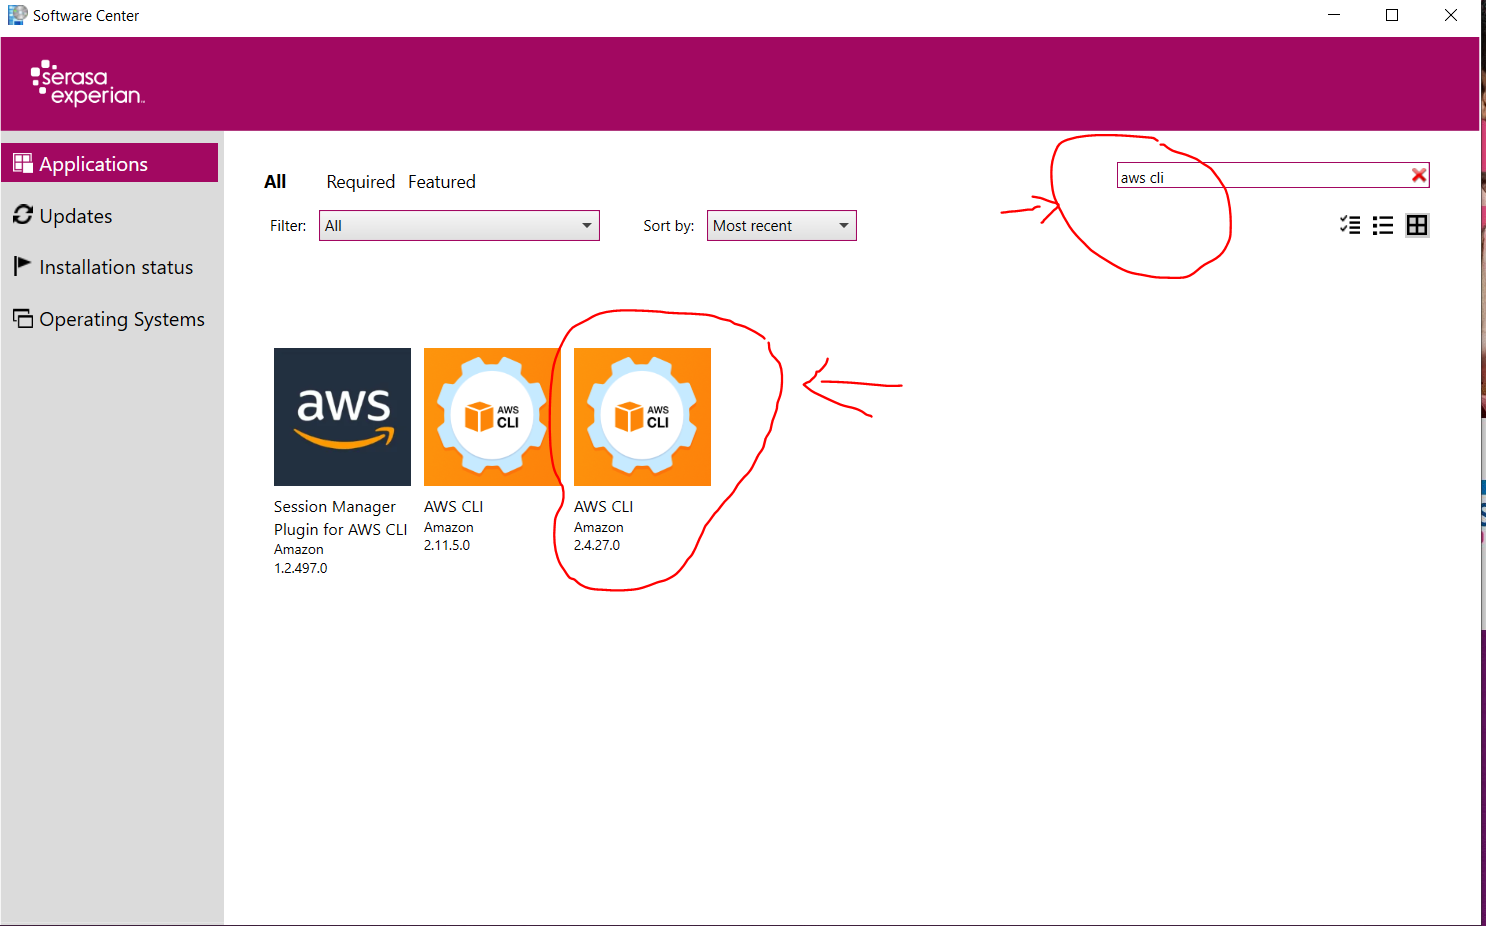 Software Center
serasa
experian™
Applications
Updates
Installation status
Operating Systems
All Required Featured
aws cli
Filter: All Sort by: Most recent
aws
AWS
CLI
AWS
CLI
Session Manager
Plugin for AWS CLI
Amazon
1.2.497.0
AWS CLI
Amazon
2.11.5.0
AWS CLI
Amazon
2.4.27.0